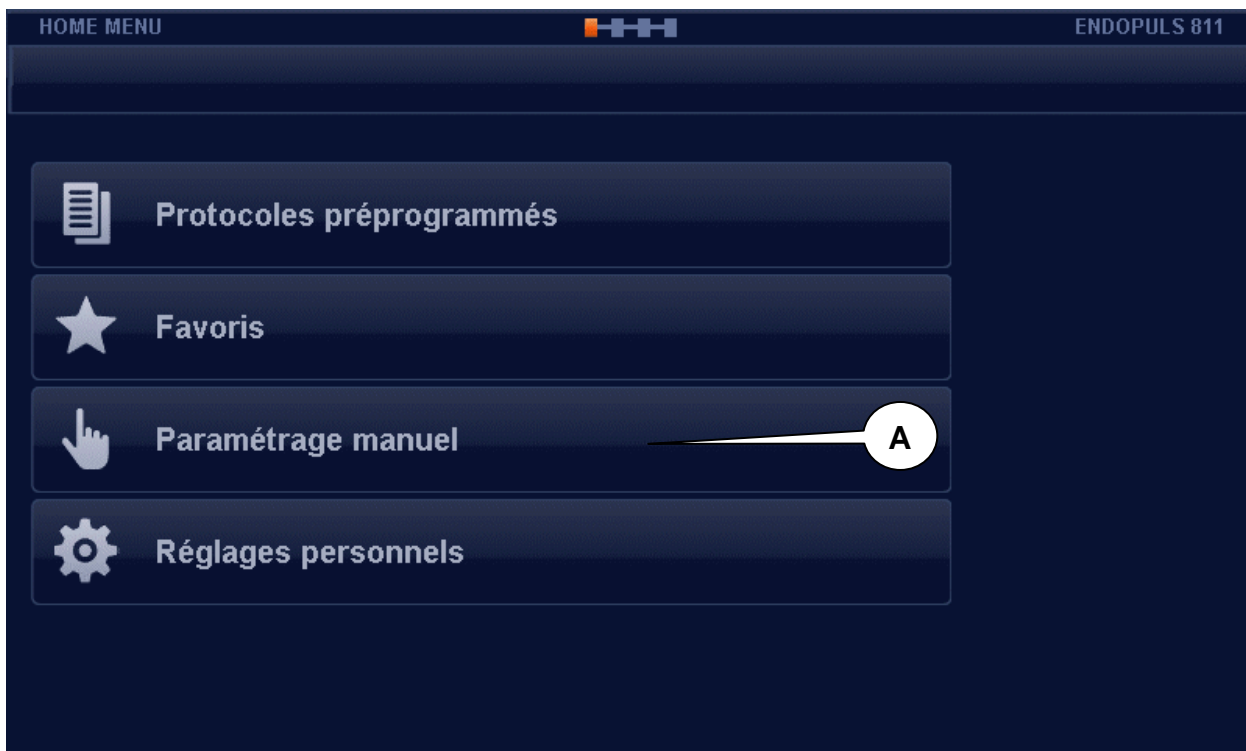 HOME MENU
ENDOPULS 811
Protocoles préprogrammés
Favoris
Paramétrage manuel
A
Réglages personnels